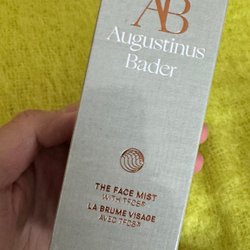 AB
Augustinus
Bader
THE FACE MIST
WITH TFC8®
LA BRUME VISAGE
AVEC TFC8®